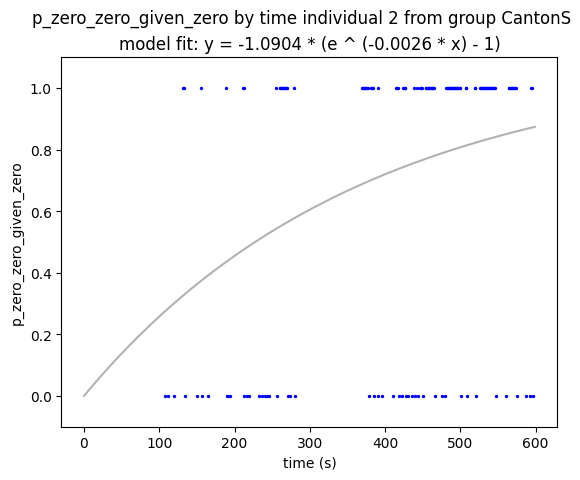 p_zero_zero_given_zero by time individual 2 from group CantonS
model fit: y = -1.0904 * (e ^ (-0.0026 * x) - 1)
1.0
0.8
0.6
0.4
0.2
0.0
p_zero_zero_given_zero
0 100 200 300 400 500 600
time (s)